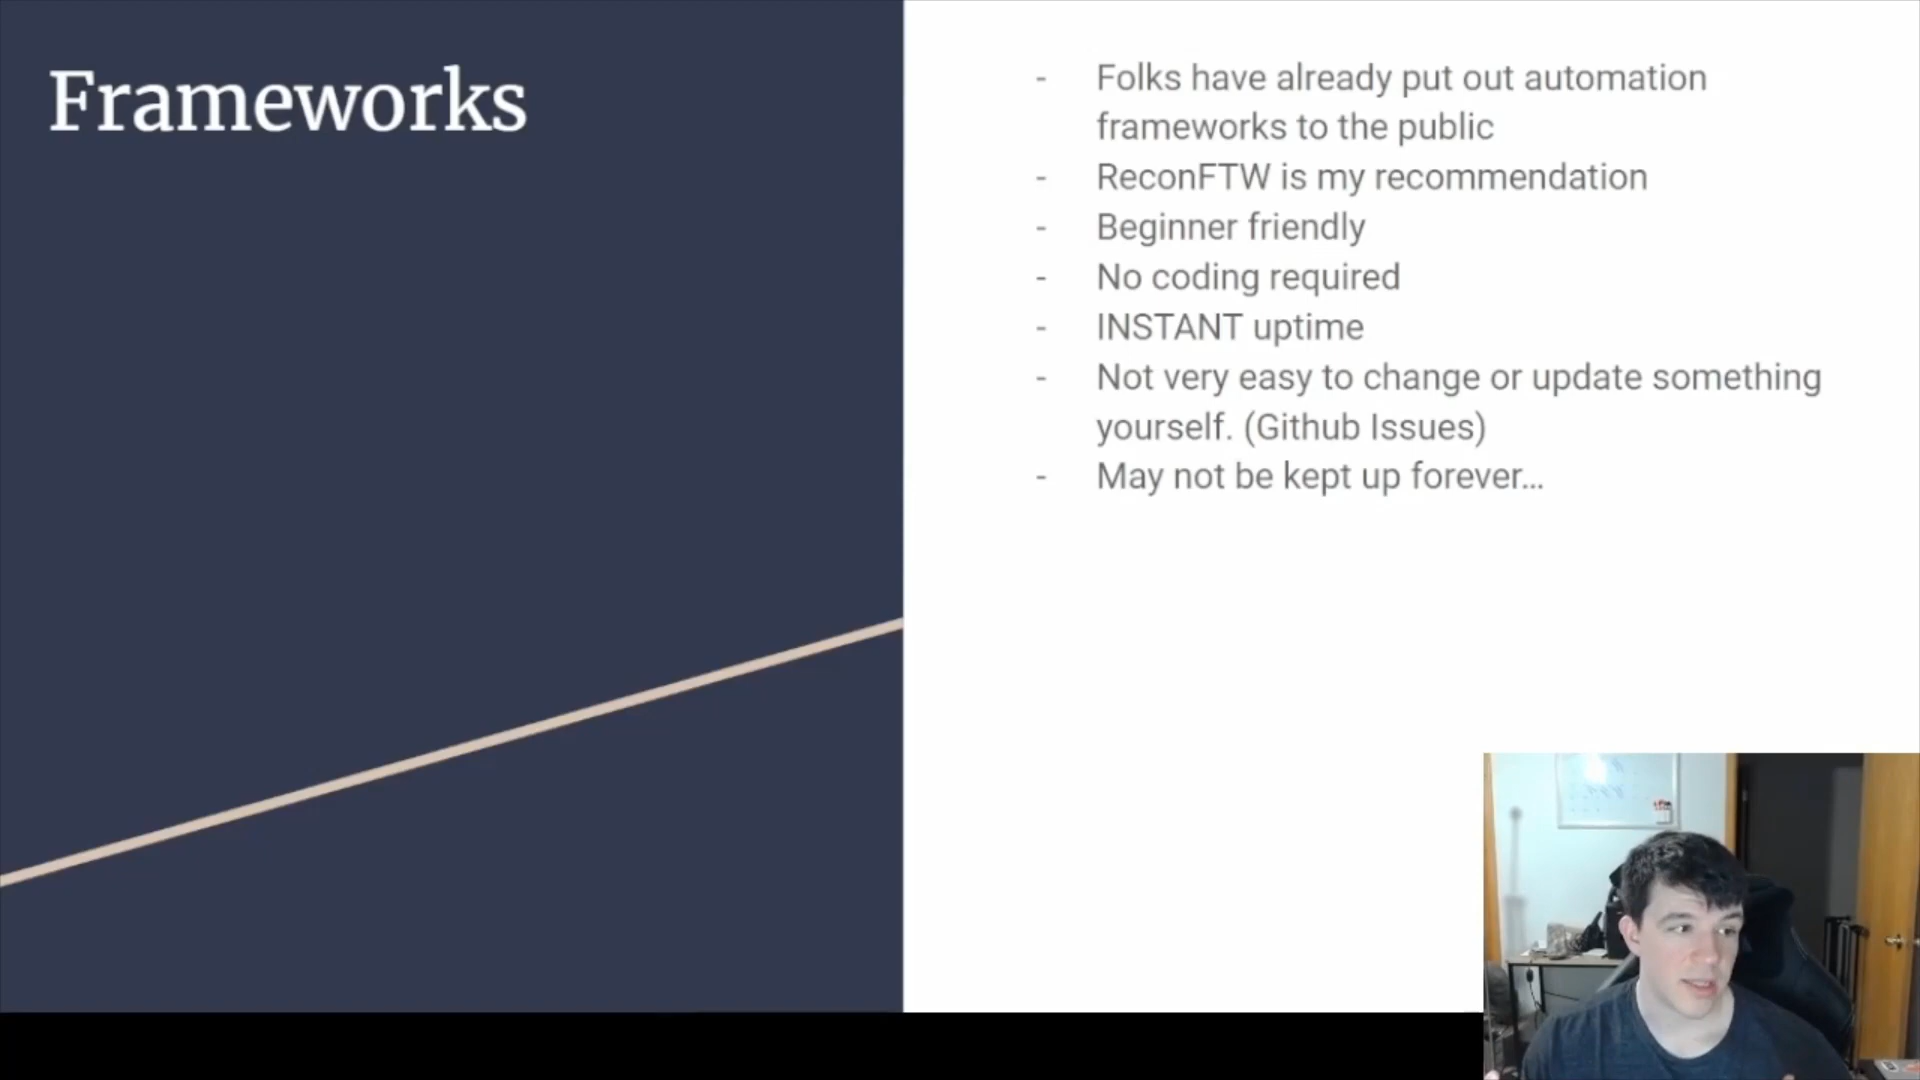 Frameworks
- Folks have already put out automation
frameworks to the public
- ReconFTW is my recommendation
- Beginner friendly
- No coding required
- INSTANT uptime
- Not very easy to change or update something
yourself. (Github Issues)
- May not be kept up forever…